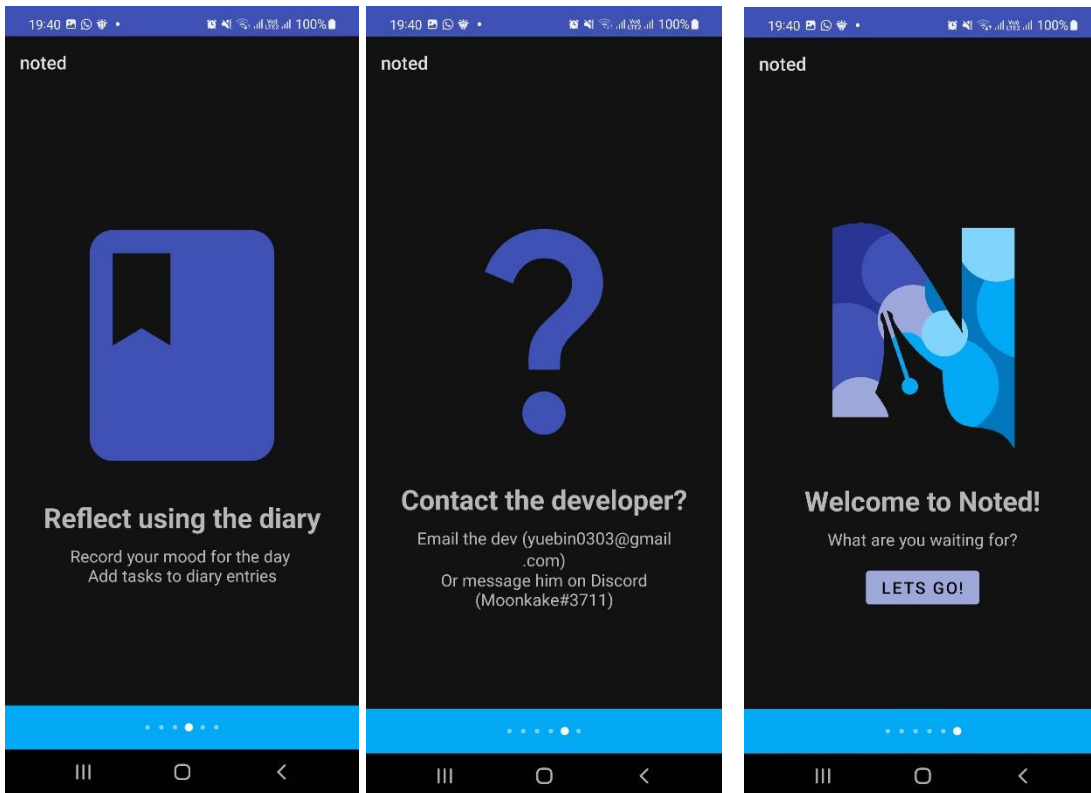 19:40
100%
noted
Reflect using the diary
Record your mood for the day
Add tasks to diary entries
19:40
100%
noted
Contact the developer?
Email the dev (yuebin0303@gmail
.com)
Or message him on Discord
(Moonkake#3711)
19:40
100%
noted
Welcome to Noted!
What are you waiting for?
LETS GO!